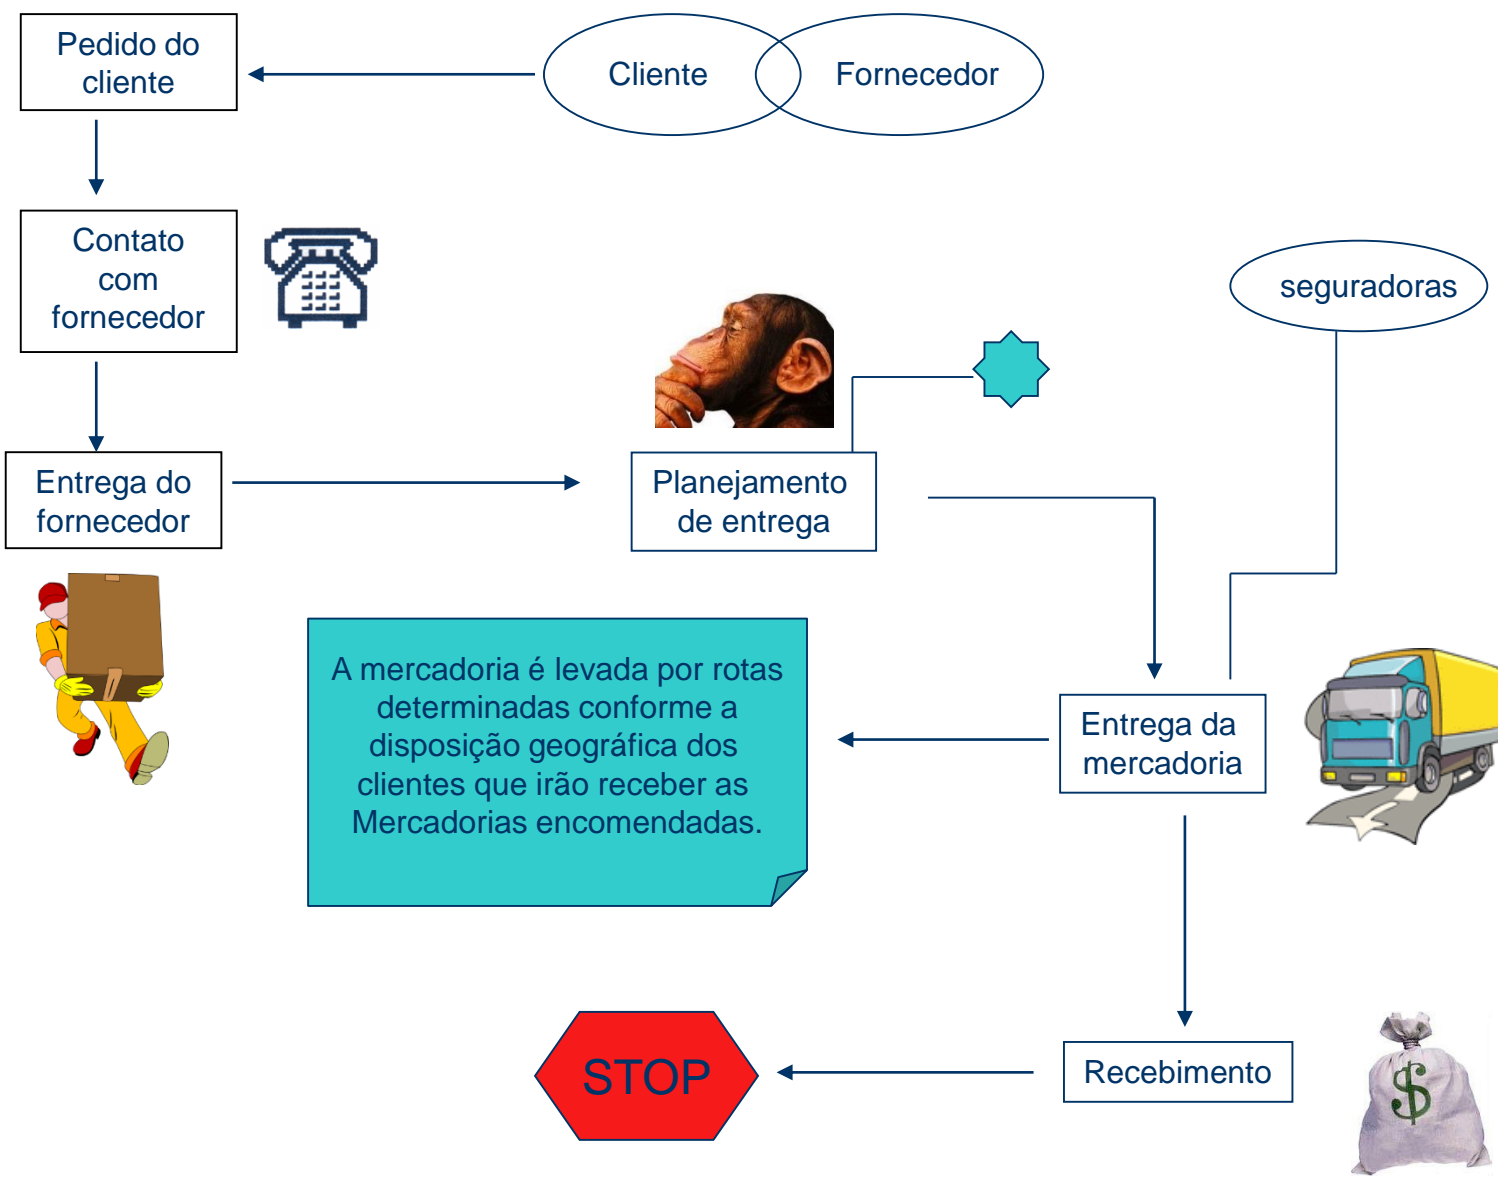 Pedido do
cliente
Cliente
Fornecedor
Contato
com
fornecedor
seguradoras
Entrega do
fornecedor
Planejamento
de entrega
A mercadoria é levada por rotas
determinadas conforme a
disposição geográfica dos
clientes que irão receber as
Mercadorias encomendadas.
Entrega da
mercadoria
STOP
Recebimento
$